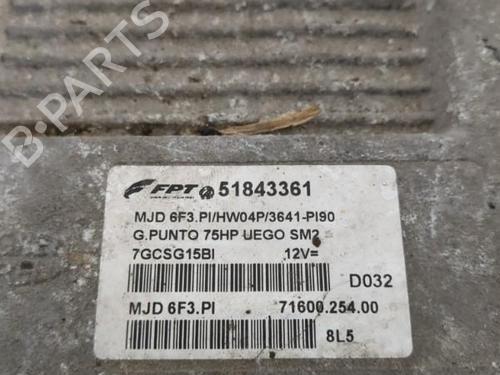 B-PARTS
FPT 51843361
MJD 6F3.PI/HW04P/3641-PI90
G.PUNTO 75HP UEGO SM2
7GCSG15BI 12V=
D032
MJD 6F3.PI 71600.254.00
8L5